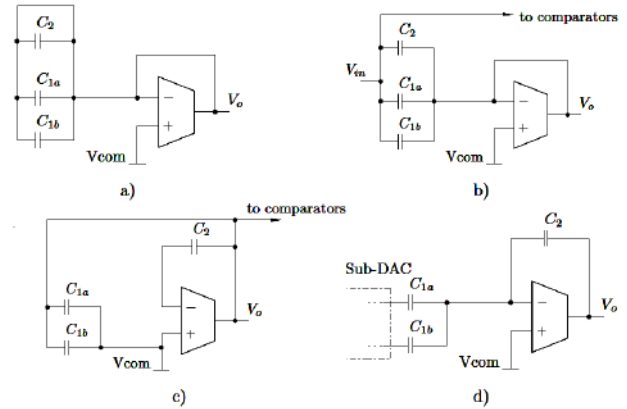 C₂
C₁ₐ
C₁b
Vcom
−
+
Vₒ
a)
to comparators
C₂
Vᵢₙ
C₁ₐ
C₁b
Vcom
−
+
Vₒ
b)
to comparators
C₂
C₁ₐ
C₁b
Vcom
−
+
Vₒ
c)
Sub-DAC
C₂
C₁ₐ
C₁b
Vcom
−
+
Vₒ
d)